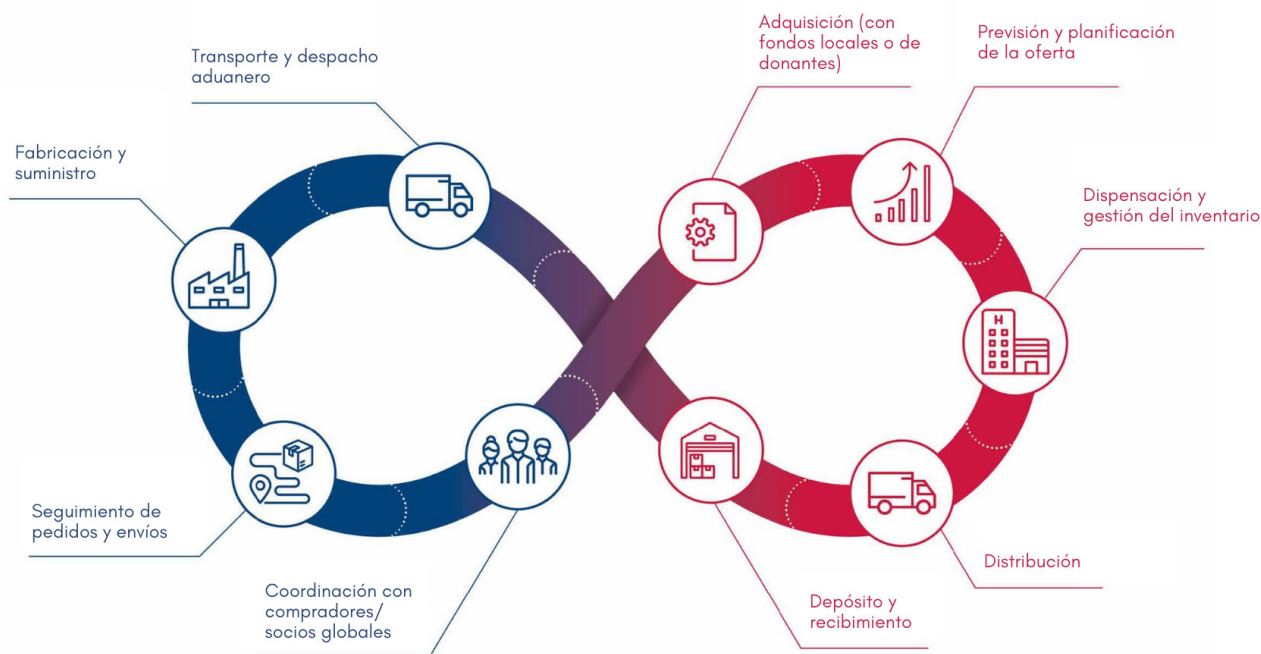 Adquisición (con
fondos locales o de
donantes)
Previsión y planificación
de la oferta
Transporte y despacho
aduanero
Fabricación y
suministro
Dispensación y
gestión del inventario
H
Seguimiento de
pedidos y envíos
Coordinación con
compradores/
socios globales
Distribución
Depósito y
recibimiento